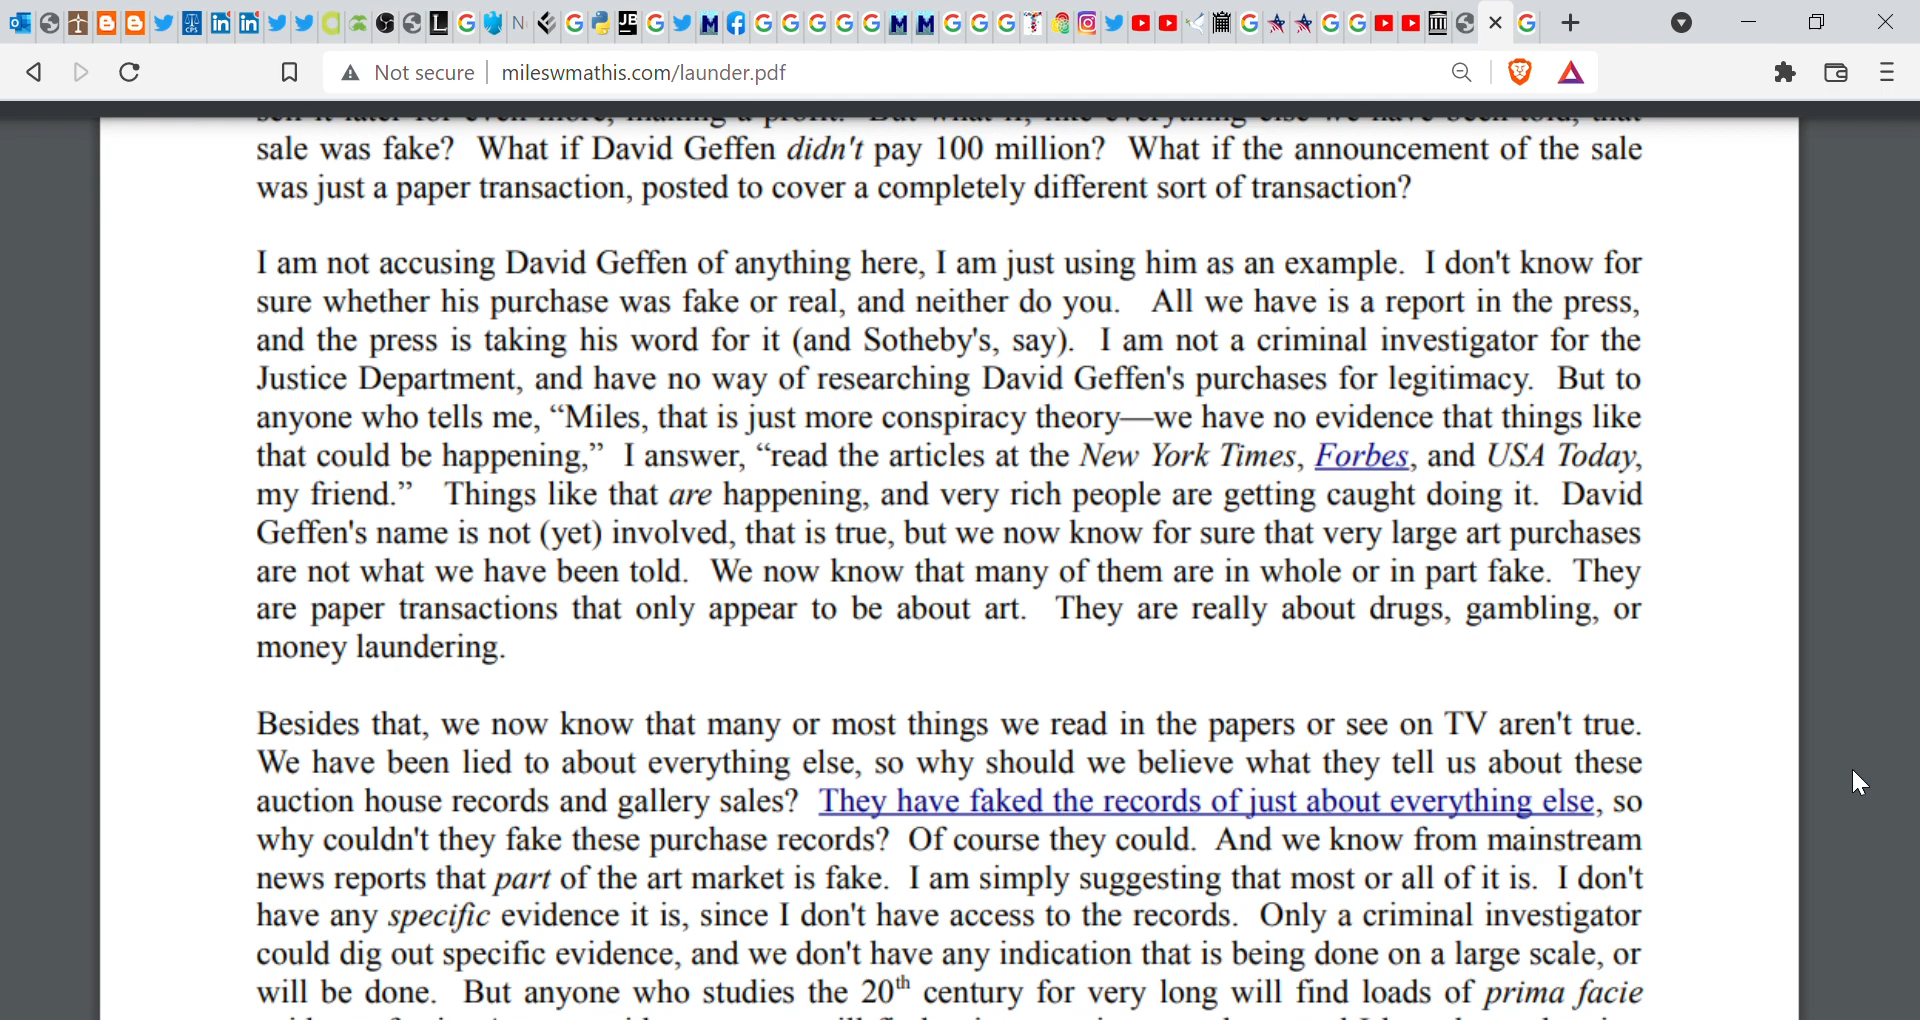 Not secure mileswmathis.com/launder.pdf
sale was fake? What if David Geffen didn't pay 100 million? What if the announcement of the sale
was just a paper transaction, posted to cover a completely different sort of transaction?
I am not accusing David Geffen of anything here, I am just using him as an example. I don't know for
sure whether his purchase was fake or real, and neither do you. All we have is a report in the press,
and the press is taking his word for it (and Sotheby's, say). I am not a criminal investigator for the
Justice Department, and have no way of researching David Geffen's purchases for legitimacy. But to
anyone who tells me, “Miles, that is just more conspiracy theory—we have no evidence that things like
that could be happening,” I answer, “read the articles at the New York Times, Forbes, and USA Today,
my friend.” Things like that are happening, and very rich people are getting caught doing it. David
Geffen's name is not (yet) involved, that is true, but we now know for sure that very large art purchases
are not what we have been told. We now know that many of them are in whole or in part fake. They
are paper transactions that only appear to be about art. They are really about drugs, gambling, or
money laundering.
Besides that, we now know that many or most things we read in the papers or see on TV aren't true.
We have been lied to about everything else, so why should we believe what they tell us about these
auction house records and gallery sales? They have faked the records of just about everything else, so
why couldn't they fake these purchase records? Of course they could. And we know from mainstream
news reports that part of the art market is fake. I am simply suggesting that most or all of it is. I don't
have any specific evidence it is, since I don't have access to the records. Only a criminal investigator
could dig out specific evidence, and we don't have any indication that is being done on a large scale, or
will be done. But anyone who studies the 20th century for very long will find loads of prima facie